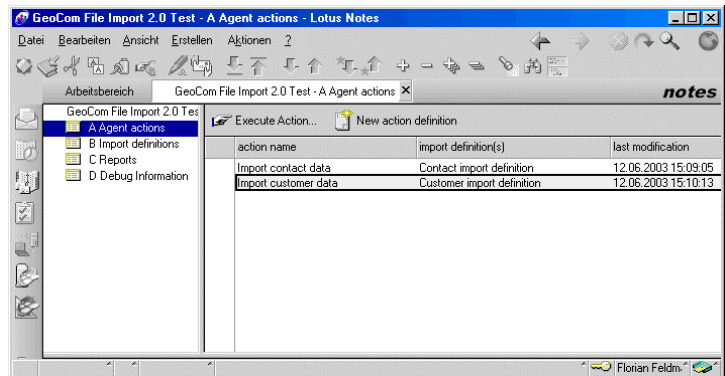 GeoCom File Import 2.0 Test - A Agent actions - Lotus Notes
Datei Bearbeiten Ansicht Erstellen Aktionen ?
Arbeitsbereich GeoCom File Import 2.0 Test - A Agent actions notes
GeoCom File Import 2.0 Tes
A Agent actions
B Import definitions
C Reports
D Debug Information
Execute Action... New action definition
action name import definition(s) last modification
Import contact data Contact import definition 12.06.2003 15:09:05
Import customer data Customer import definition 12.06.2003 15:10:13
Florian Feldm.